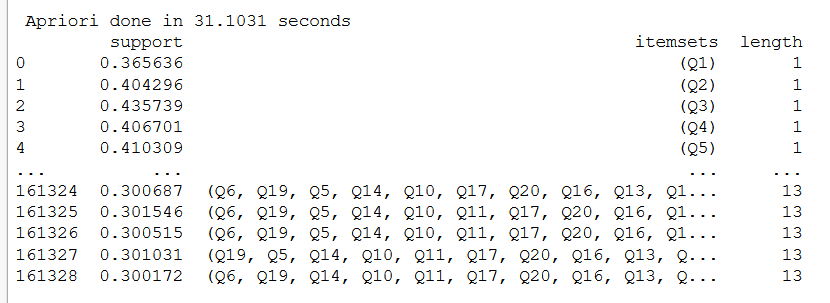 Apriori done in 31.1031 seconds
support itemsets length
0 0.365636 (Q1) 1
1 0.404296 (Q2) 1
2 0.435739 (Q3) 1
3 0.406701 (Q4) 1
4 0.410309 (Q5) 1
... ... ... ...
161324 0.300687 (Q6, Q19, Q5, Q14, Q10, Q17, Q20, Q16, Q13, Q1... 13
161325 0.301546 (Q6, Q19, Q5, Q14, Q10, Q11, Q17, Q20, Q16, Q1... 13
161326 0.300515 (Q6, Q19, Q5, Q14, Q10, Q11, Q17, Q20, Q16, Q1... 13
161327 0.301031 (Q19, Q5, Q14, Q10, Q11, Q17, Q20, Q16, Q13, Q... 13
161328 0.300172 (Q6, Q19, Q14, Q10, Q11, Q17, Q20, Q16, Q13, Q... 13